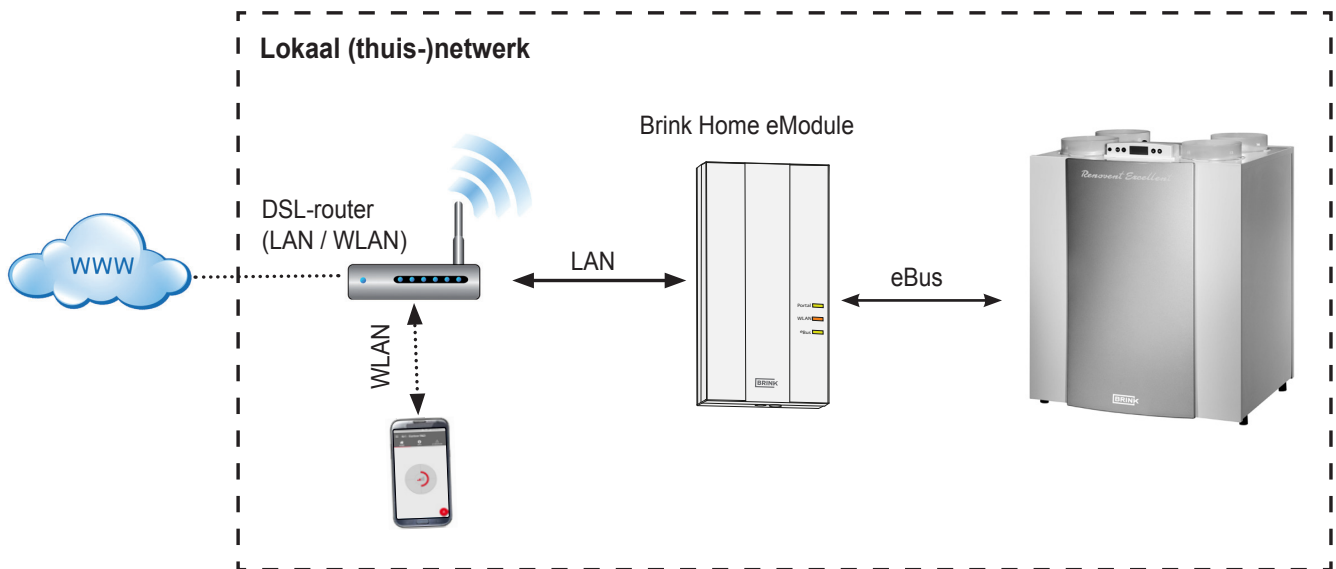 Lokaal (thuis-)netwerk
Brink Home eModule
DSL-router
(LAN / WLAN)
WWW
LAN
eBus
WLAN
Portal
WLAN
eBus
BRINK
Renovent Excellent
BRINK